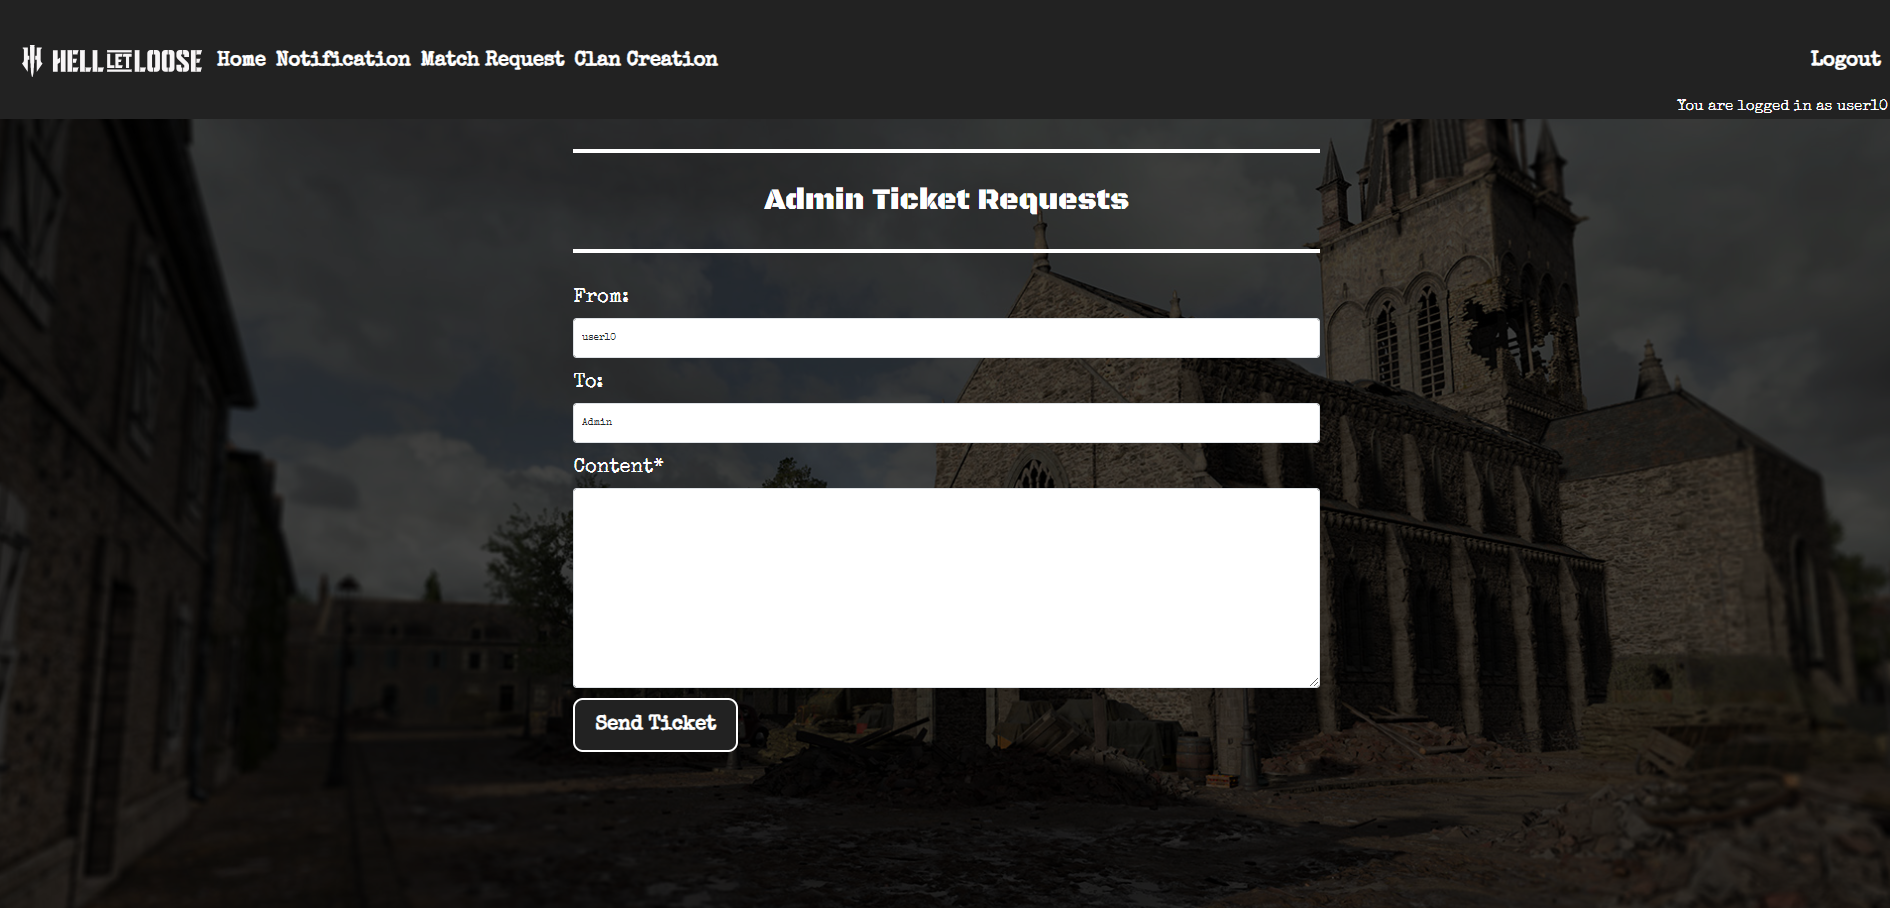 HELL LET LOOSE Home Notification Match Request Clan Creation Logout
You are logged in as user10
Admin Ticket Requests
From:
user10
To:
Admin
Content*
Send Ticket